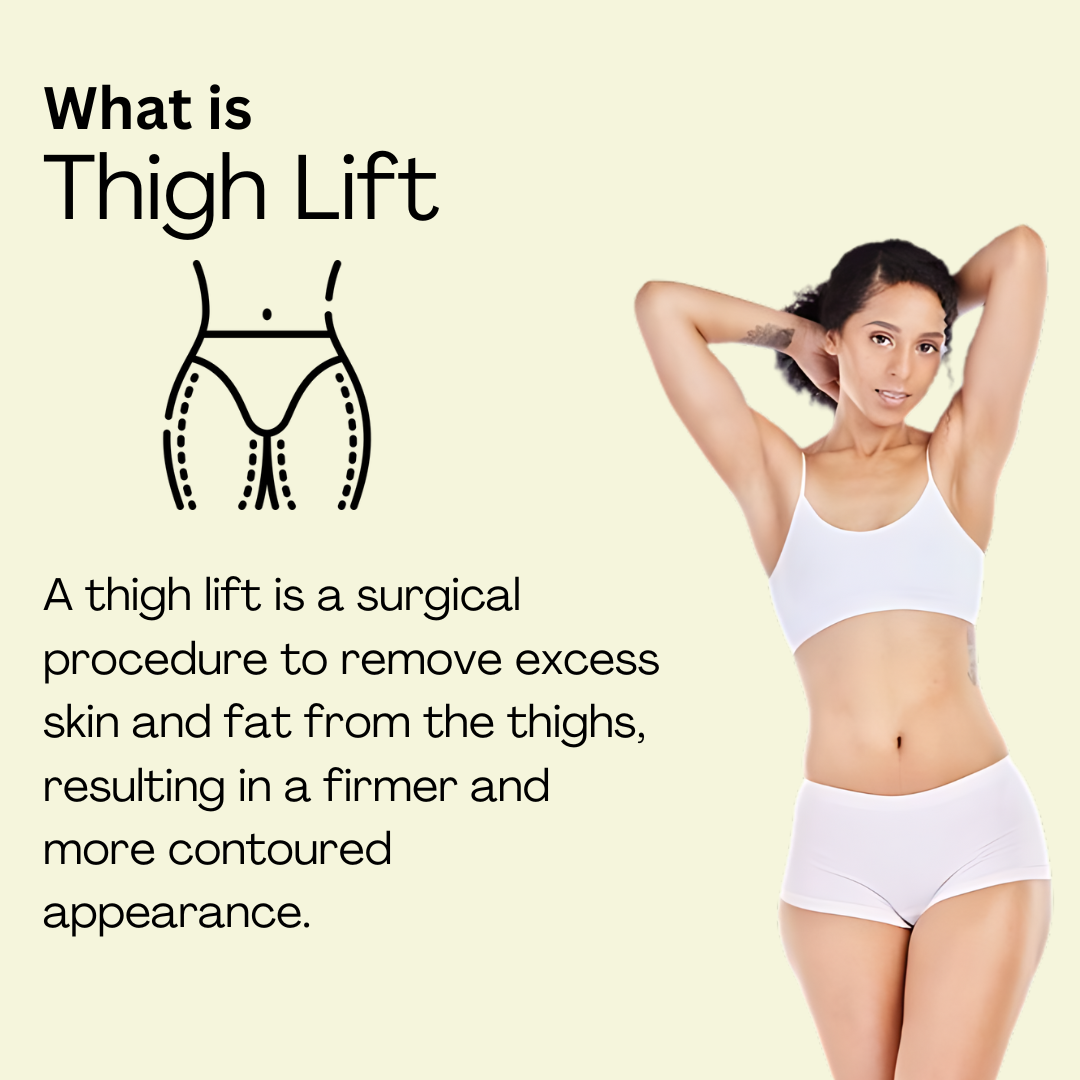 What is
Thigh Lift
A thigh lift is a surgical
procedure to remove excess
skin and fat from the thighs,
resulting in a firmer and
more contoured
appearance.